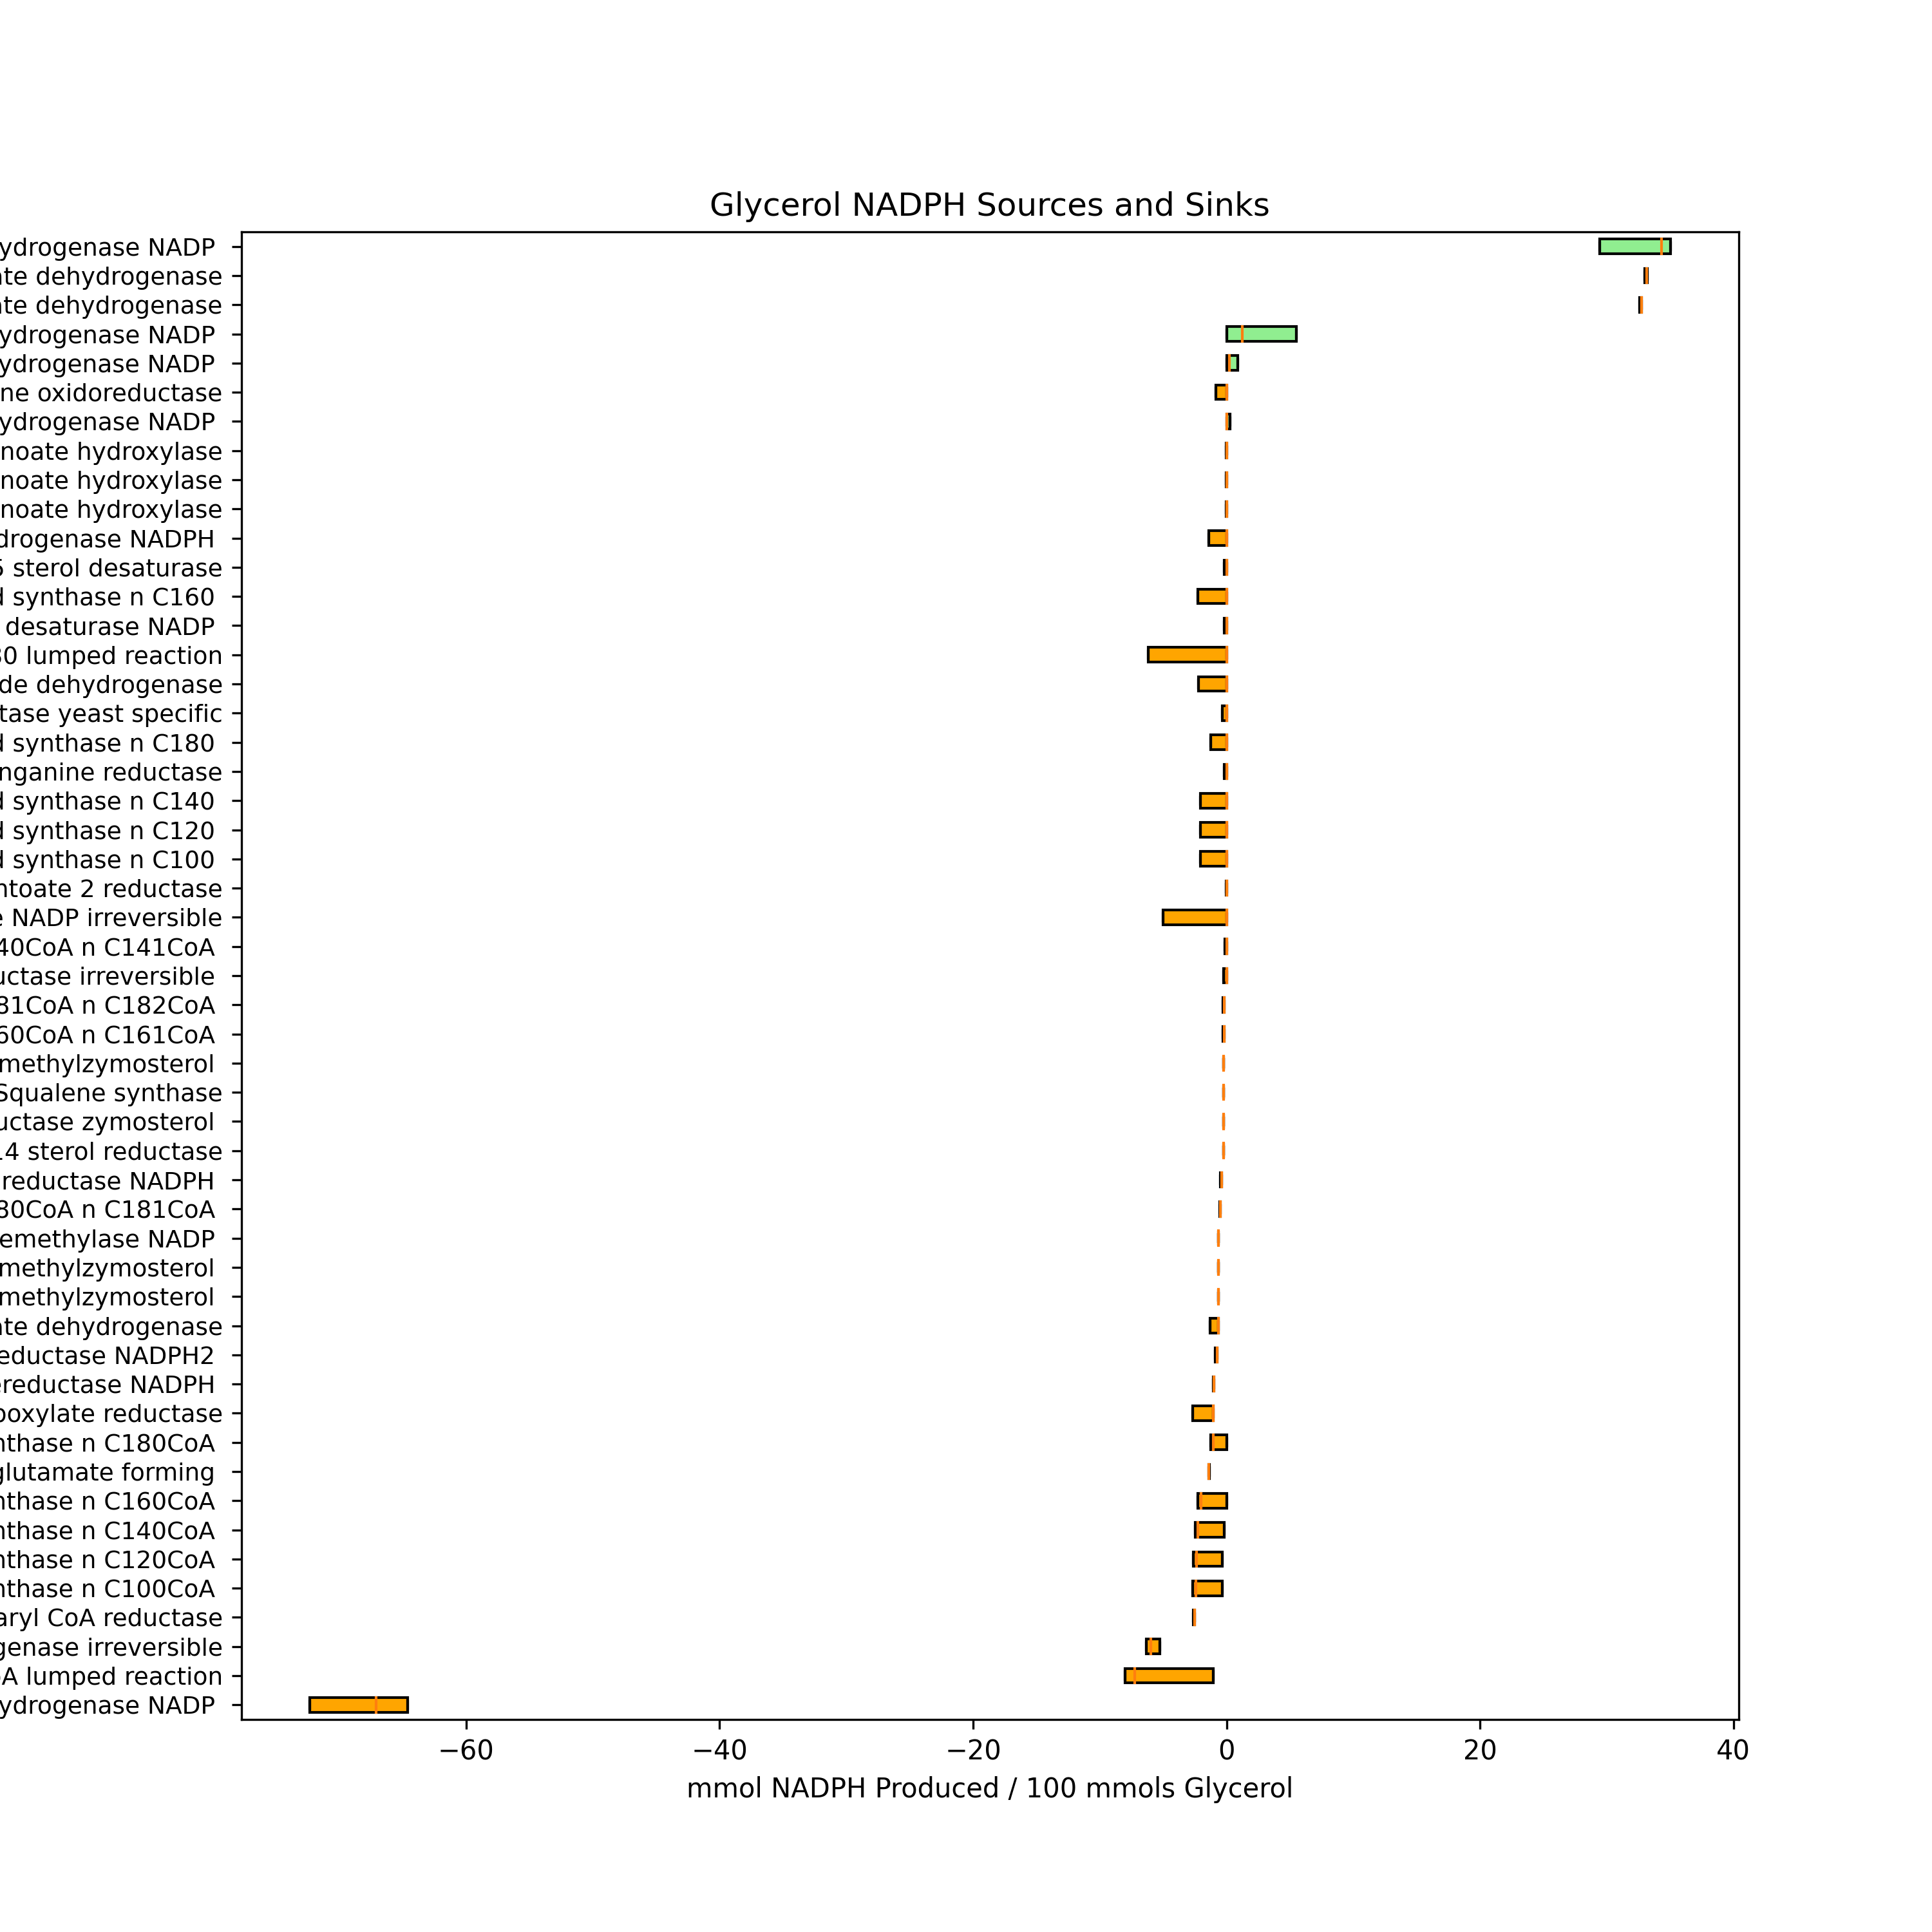 Glycerol NADPH Sources and Sinks
ydrogenase NADP
te dehydrogenase
te dehydrogenase
ydrogenase NADP
ydrogenase NADP
ne oxidoreductase
ydrogenase NADP
noate hydroxylase
noate hydroxylase
noate hydroxylase
drogenase NADPH
sterol desaturase
synthase n C160
desaturase NADP
30 lumped reaction
de dehydrogenase
tase yeast specific
synthase n C180
nganine reductase
synthase n C140
synthase n C120
synthase n C100
ntoate 2 reductase
NADP irreversible
40CoA n C141CoA
uctase irreversible
81CoA n C182CoA
60CoA n C161CoA
methylzymosterol
Squalene synthase
uctase zymosterol
14 sterol reductase
reductase NADPH
80CoA n C181CoA
emethylase NADP
methylzymosterol
methylzymosterol
te dehydrogenase
eductase NADPH2
reductase NADPH
boxylate reductase
nthase n C180CoA
glutamate forming
nthase n C160CoA
nthase n C140CoA
nthase n C120CoA
nthase n C100CoA
aryl CoA reductase
genase irreversible
A lumped reaction
ydrogenase NADP
−60 −40 −20 0 20 40
mmol NADPH Produced / 100 mmols Glycerol